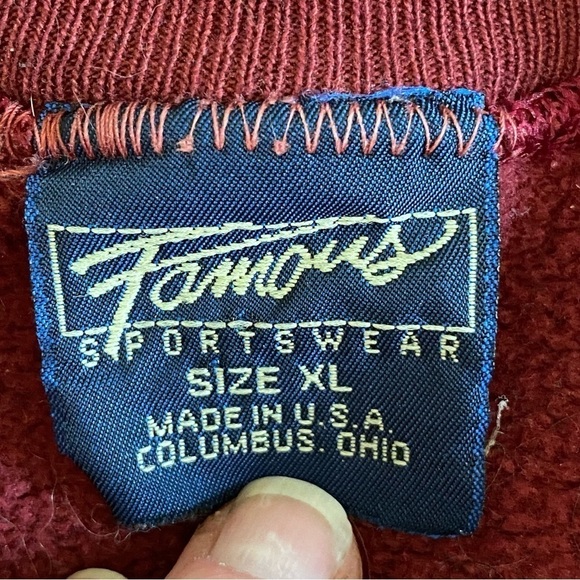 Famous
SPORTSWEAR
SIZE XL
MADE IN U.S.A.
COLUMBUS. OHIO